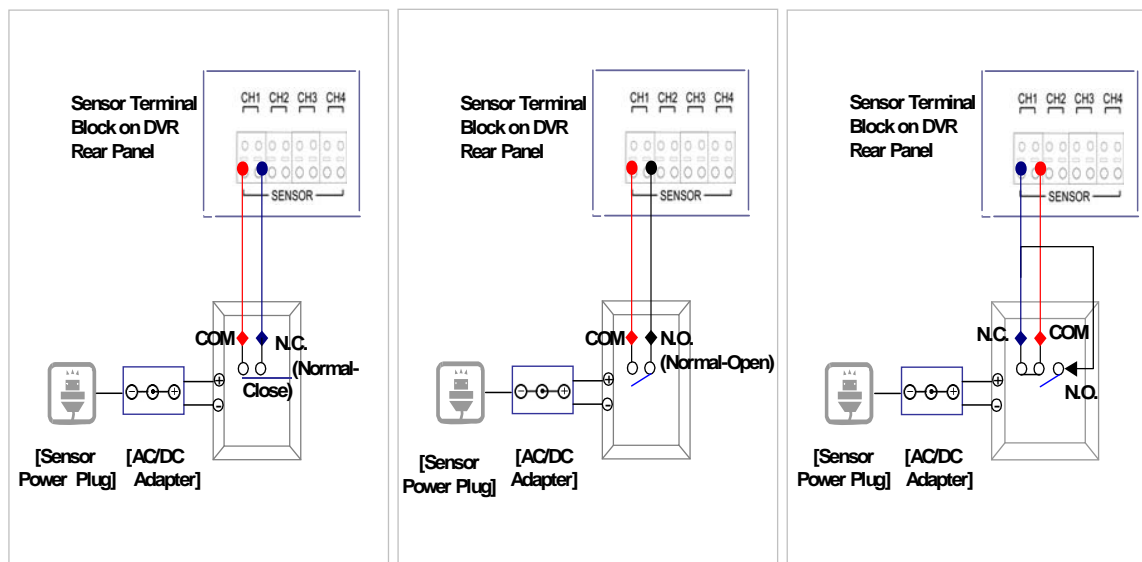 Sensor Terminal
Block on DVR
Rear Panel
CH1 CH2 CH3 CH4
SENSOR
COM
N.C.
(Normal-
Close)
+
-
- +
[Sensor
Power Plug]
[AC/DC
Adapter]
Sensor Terminal
Block on DVR
Rear Panel
CH1 CH2 CH3 CH4
SENSOR
COM
N.O.
(Normal-Open)
+
-
- +
[Sensor
Power Plug]
[AC/DC
Adapter]
Sensor Terminal
Block on DVR
Rear Panel
CH1 CH2 CH3 CH4
SENSOR
N.C.
COM
N.O.
+
-
- +
[Sensor
Power Plug]
[AC/DC
Adapter]